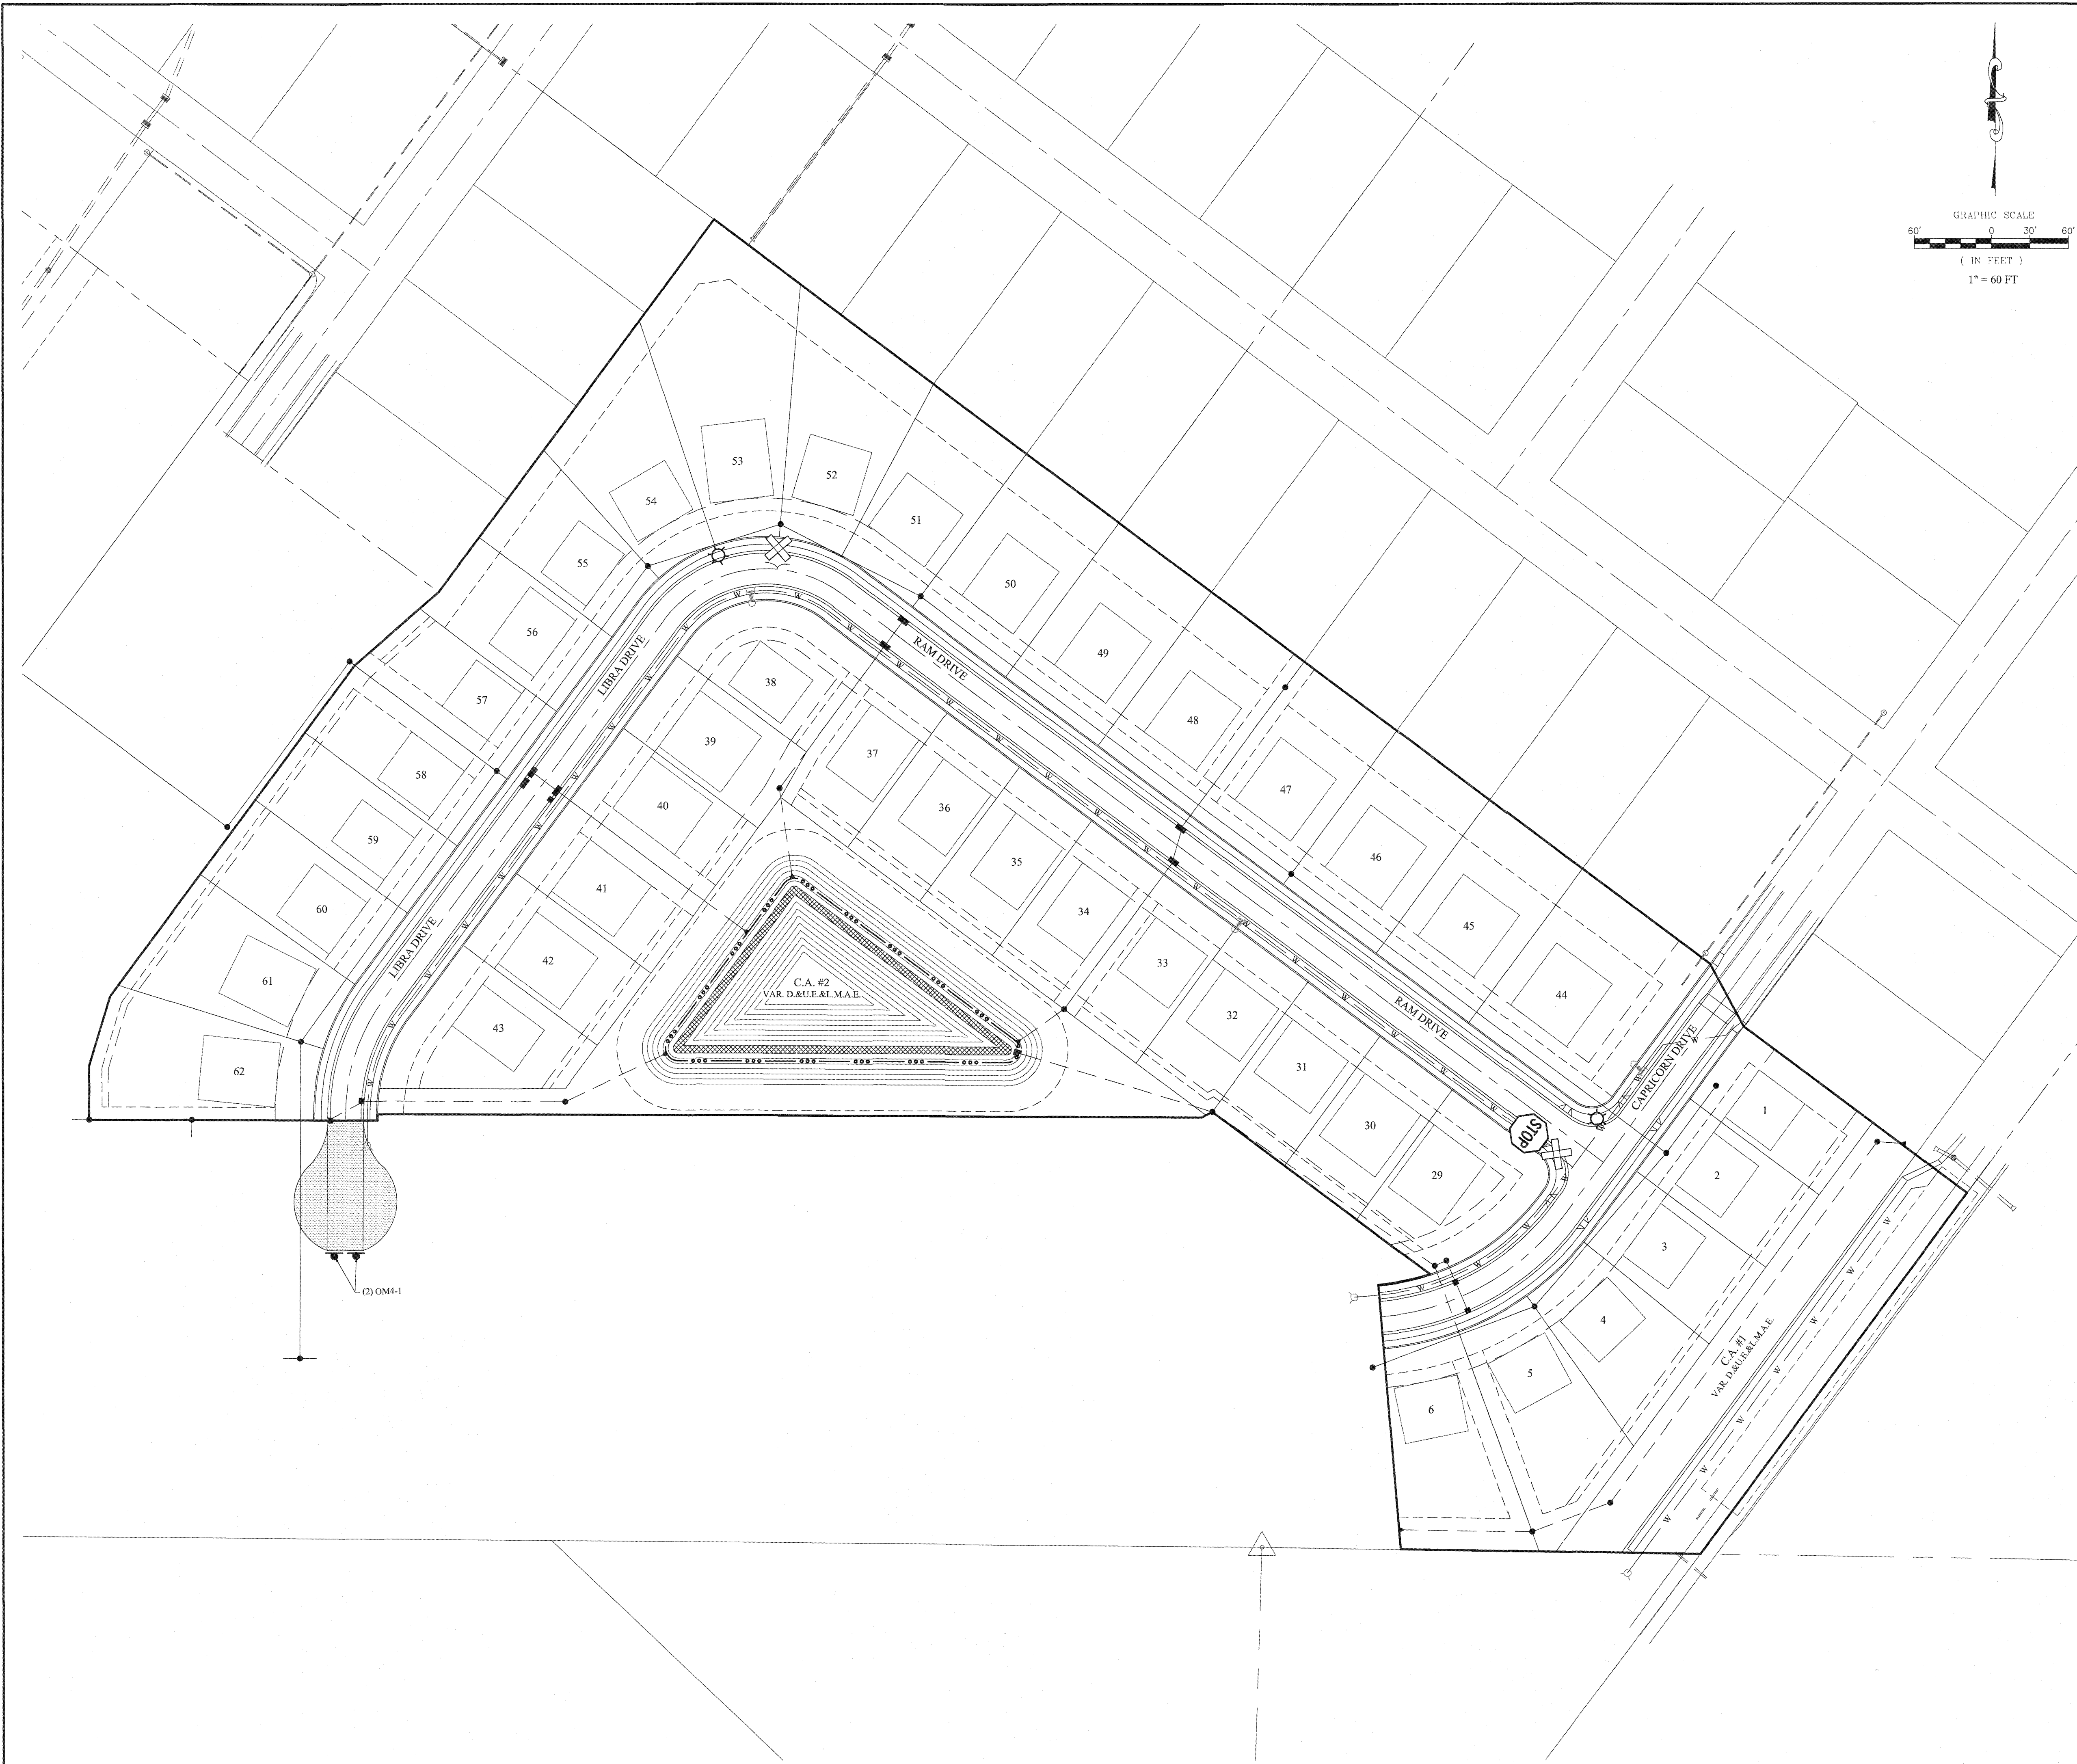 GRAPHIC SCALE
60' 0 30' 60'
( IN FEET )
1" = 60 FT
53
52
54
51
55
50
56
49
LIBRA DRIVE
RAM DRIVE
38
57
48
39
37
58
47
40
36
59
46
35
41
60
34
45
LIBRA DRIVE
42
33
61
C.A. #2
VAR. D.&U.E.&L.M.A.E.
44
32
RAM DRIVE
43
31
62
CAPRICORN DRIVE
1
30
STOP
29
2
3
(2) OM4-1
4
C.A. #1
VAR. D.&U.E.&L.M.A.E.
5
6
W